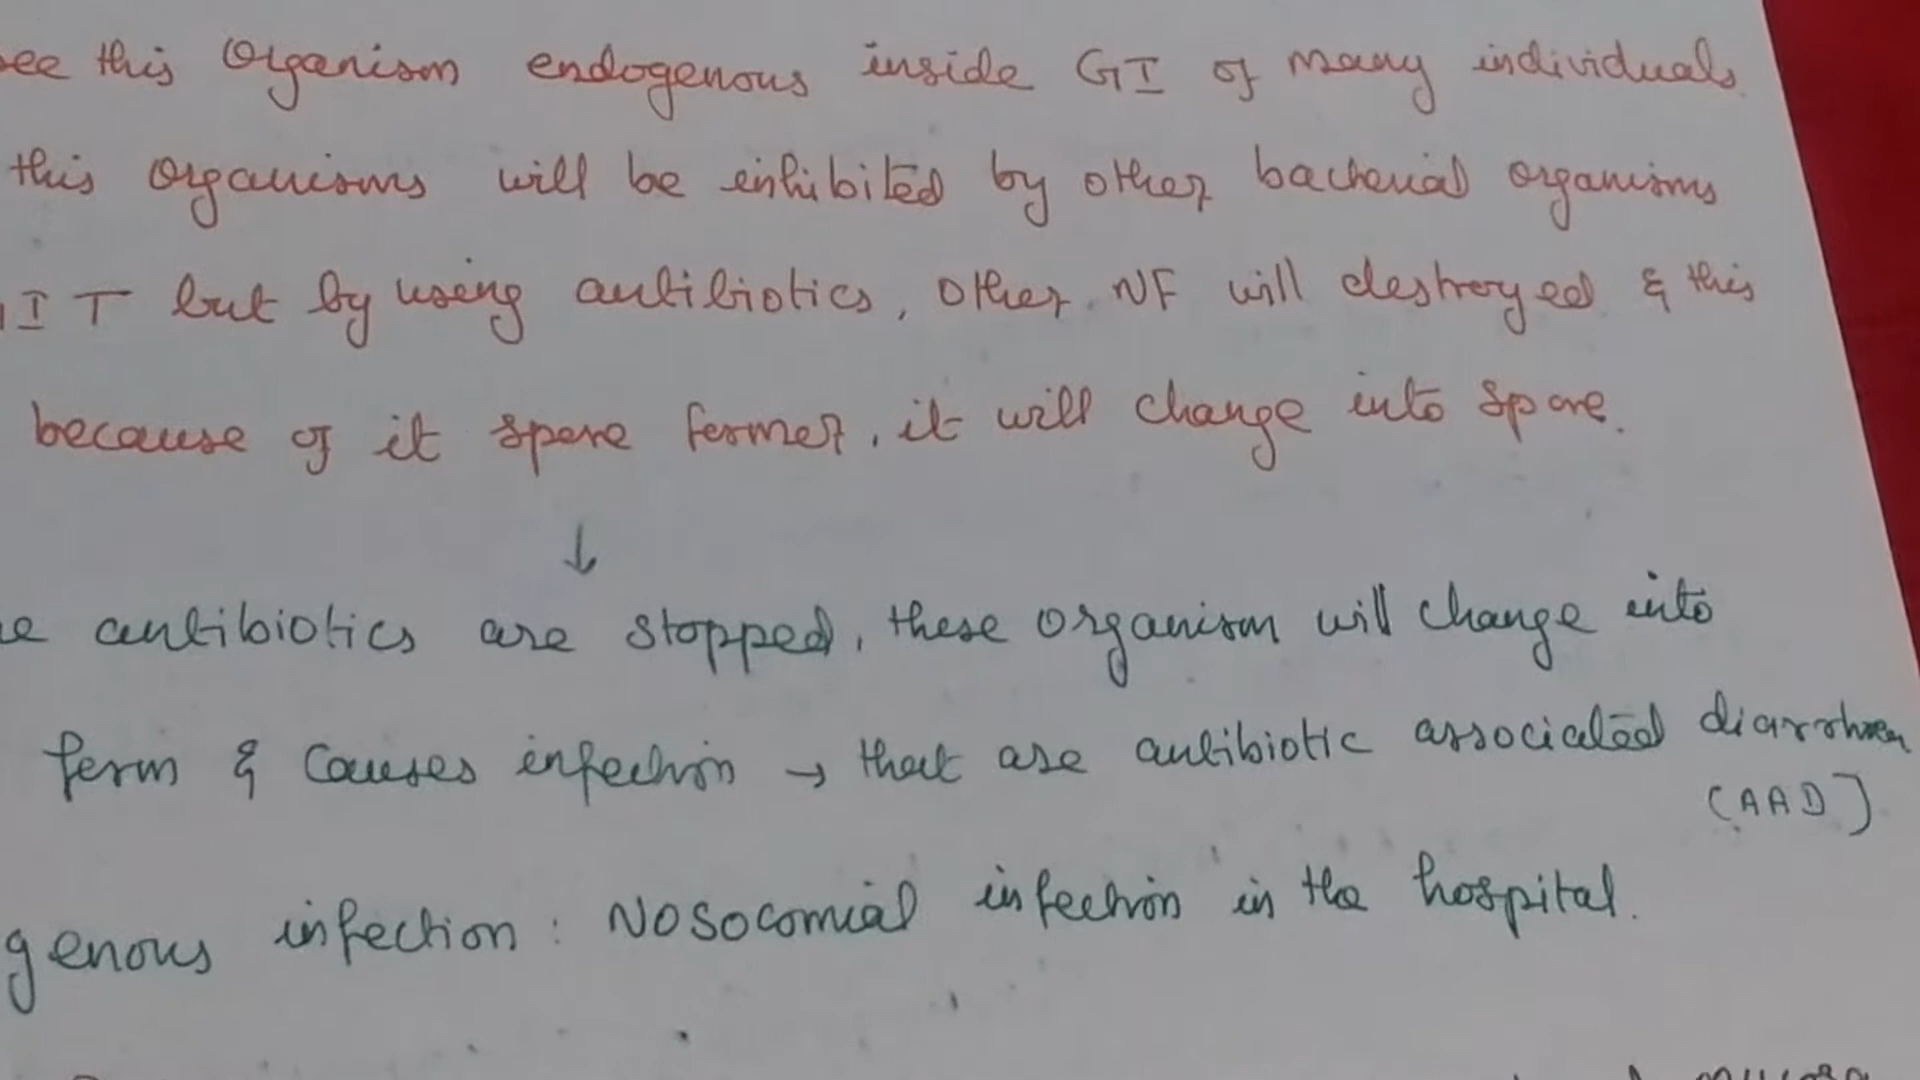 ee this Organism endogenous inside GI of many individuals
this organisms will be inhibited by other bacterial organisms
IT but by using antibiotics, other NF will destroyed & this
because of it spore former, it will change into spore.
↓
antibiotics are stopped, these organism will change into
form & causes infection → that are antibiotic associated diarrohea
(AAD)
genous infection: Nosocomial infection in the hospital.